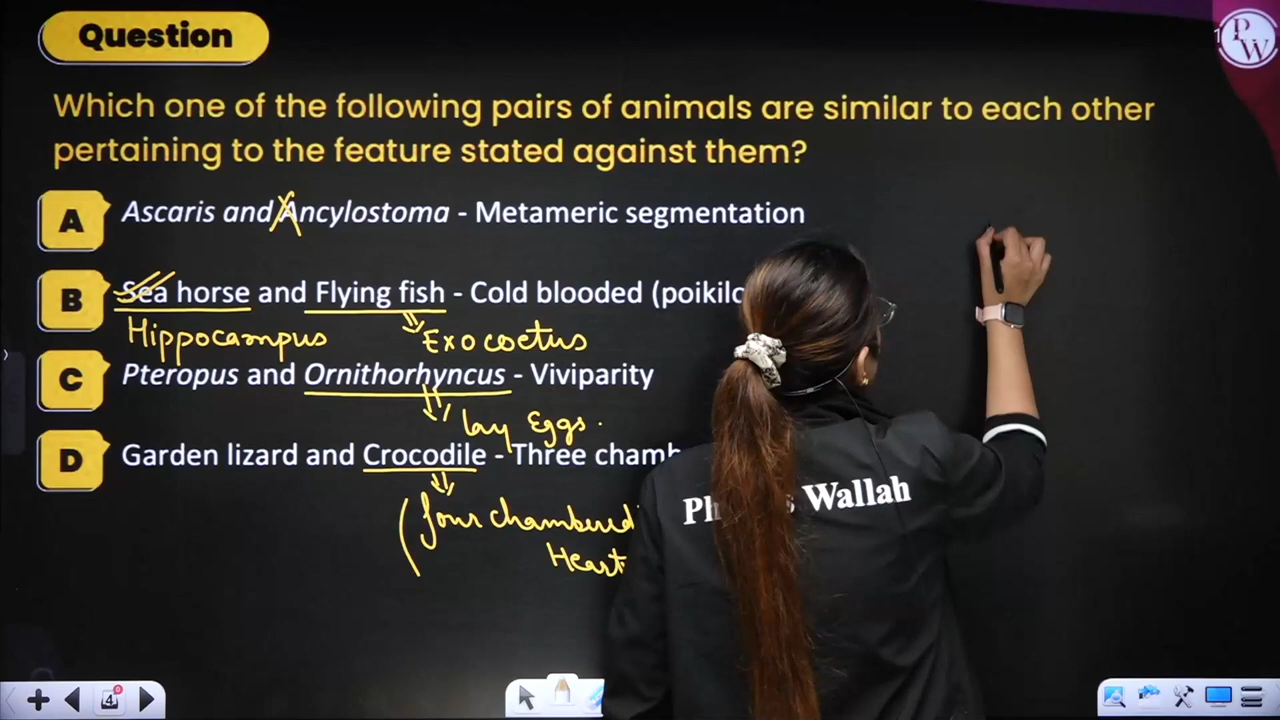 Question
PW
Which one of the following pairs of animals are similar to each other
pertaining to the feature stated against them?
A
Ascaris and Ancylostoma - Metameric segmentation
B
Sea horse and Flying fish - Cold blooded
Hippocampus
Exocoetus
C
Pteropus and Ornithorhyncus - Viviparity
lay Eggs.
D
Garden lizard and Crocodile - Three
(four chambered
Heart
Wallah
4